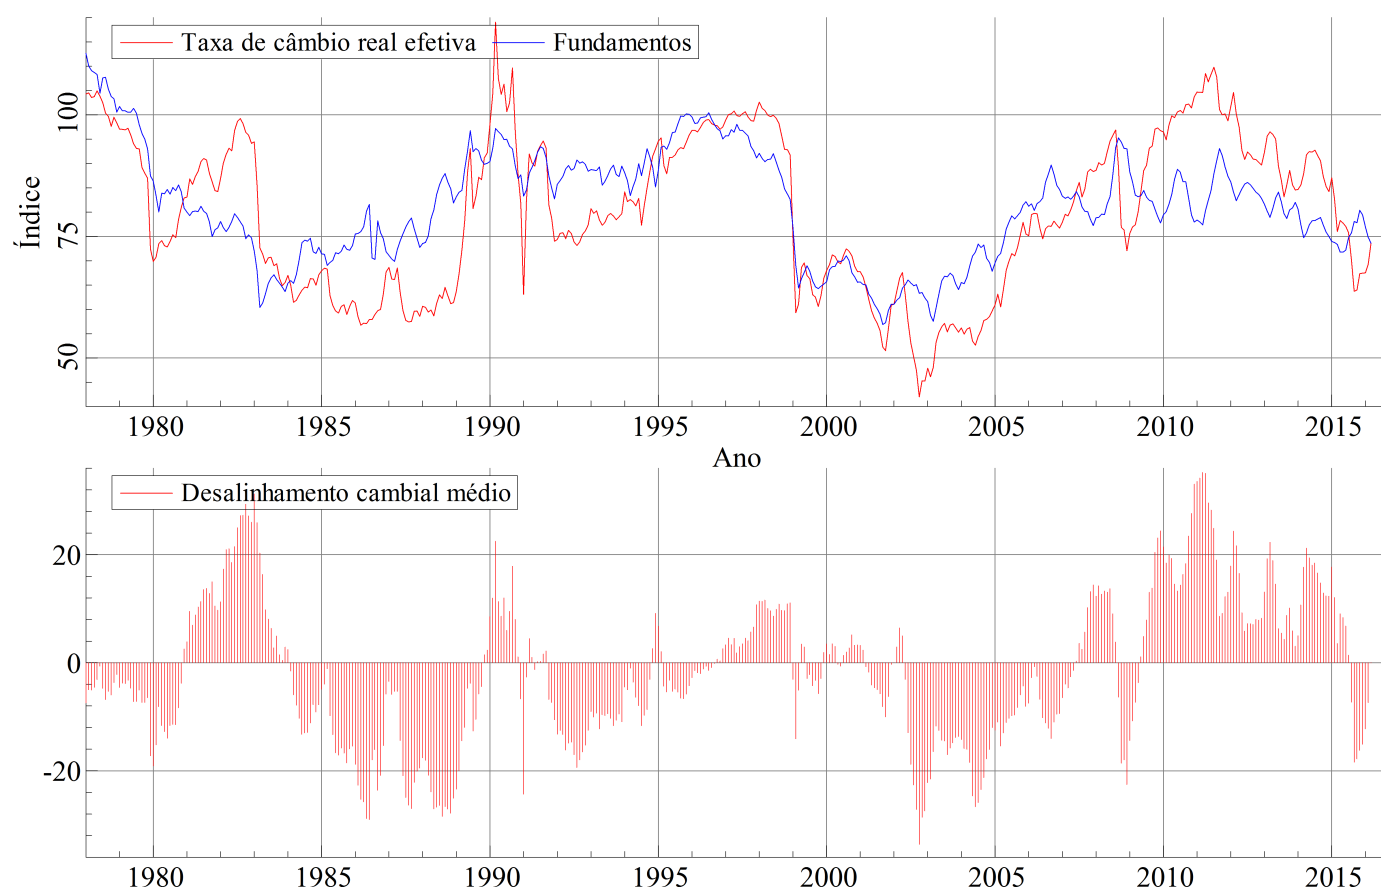 Taxa de câmbio real efetiva Fundamentos
Índice
100
75
50
1980 1985 1990 1995 2000 2005 2010 2015
Ano
Desalinhamento cambial médio
20
0
-20
1980 1985 1990 1995 2000 2005 2010 2015